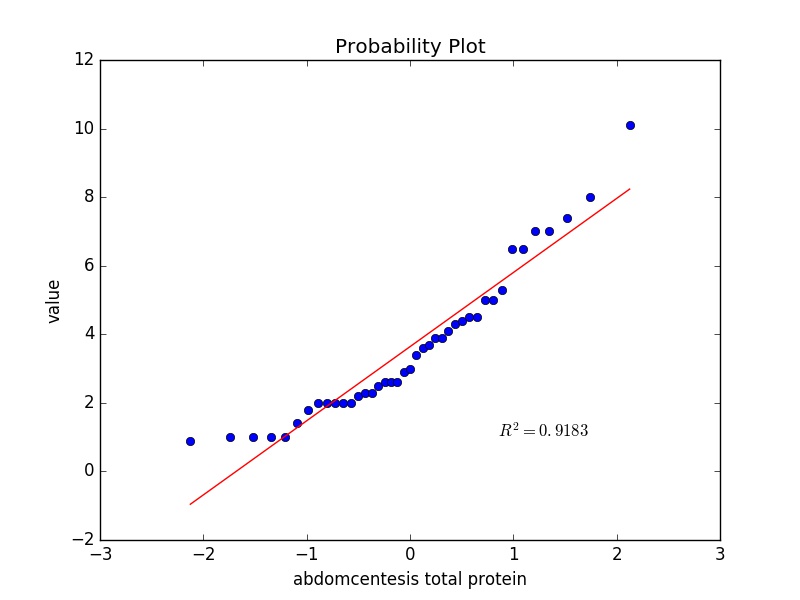 Probability Plot
12
10
8
6
4
2
0
−2
value
R² = 0.9183
−3 −2 −1 0 1 2 3
abdomcentesis total protein